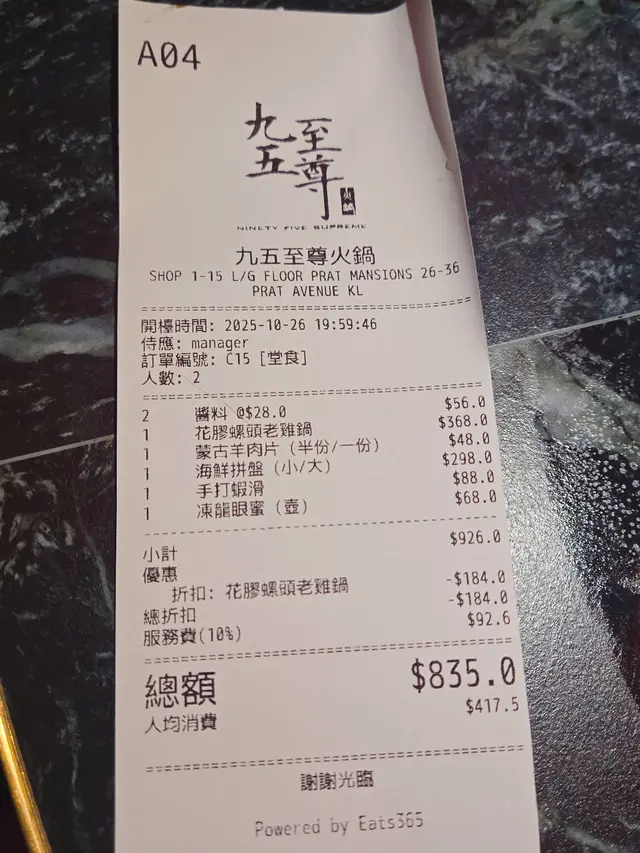 A04
九五至尊
火鍋
NINETY FIVE SUPREME
九五至尊火鍋
SHOP 1-15 L/G FLOOR PRAT MANSIONS 26-36
PRAT AVENUE KL
開檯時間: 2025-10-26 19:59:46
侍應: manager
訂單編號: C15 [堂食]
人數: 2
2 醬料 @$28.0 $56.0
1 花膠螺頭老雞鍋 $368.0
1 蒙古羊肉片 (半份/一份) $48.0
1 海鮮拼盤 (小/大) $298.0
1 手打蝦滑 $88.0
1 凍龍眼蜜 (壺) $68.0
小計 $926.0
優惠
折扣: 花膠螺頭老雞鍋 -$184.0
總折扣 -$184.0
服務費(10%) $92.6
總額 $835.0
人均消費 $417.5
謝謝光臨
Powered by Eats365